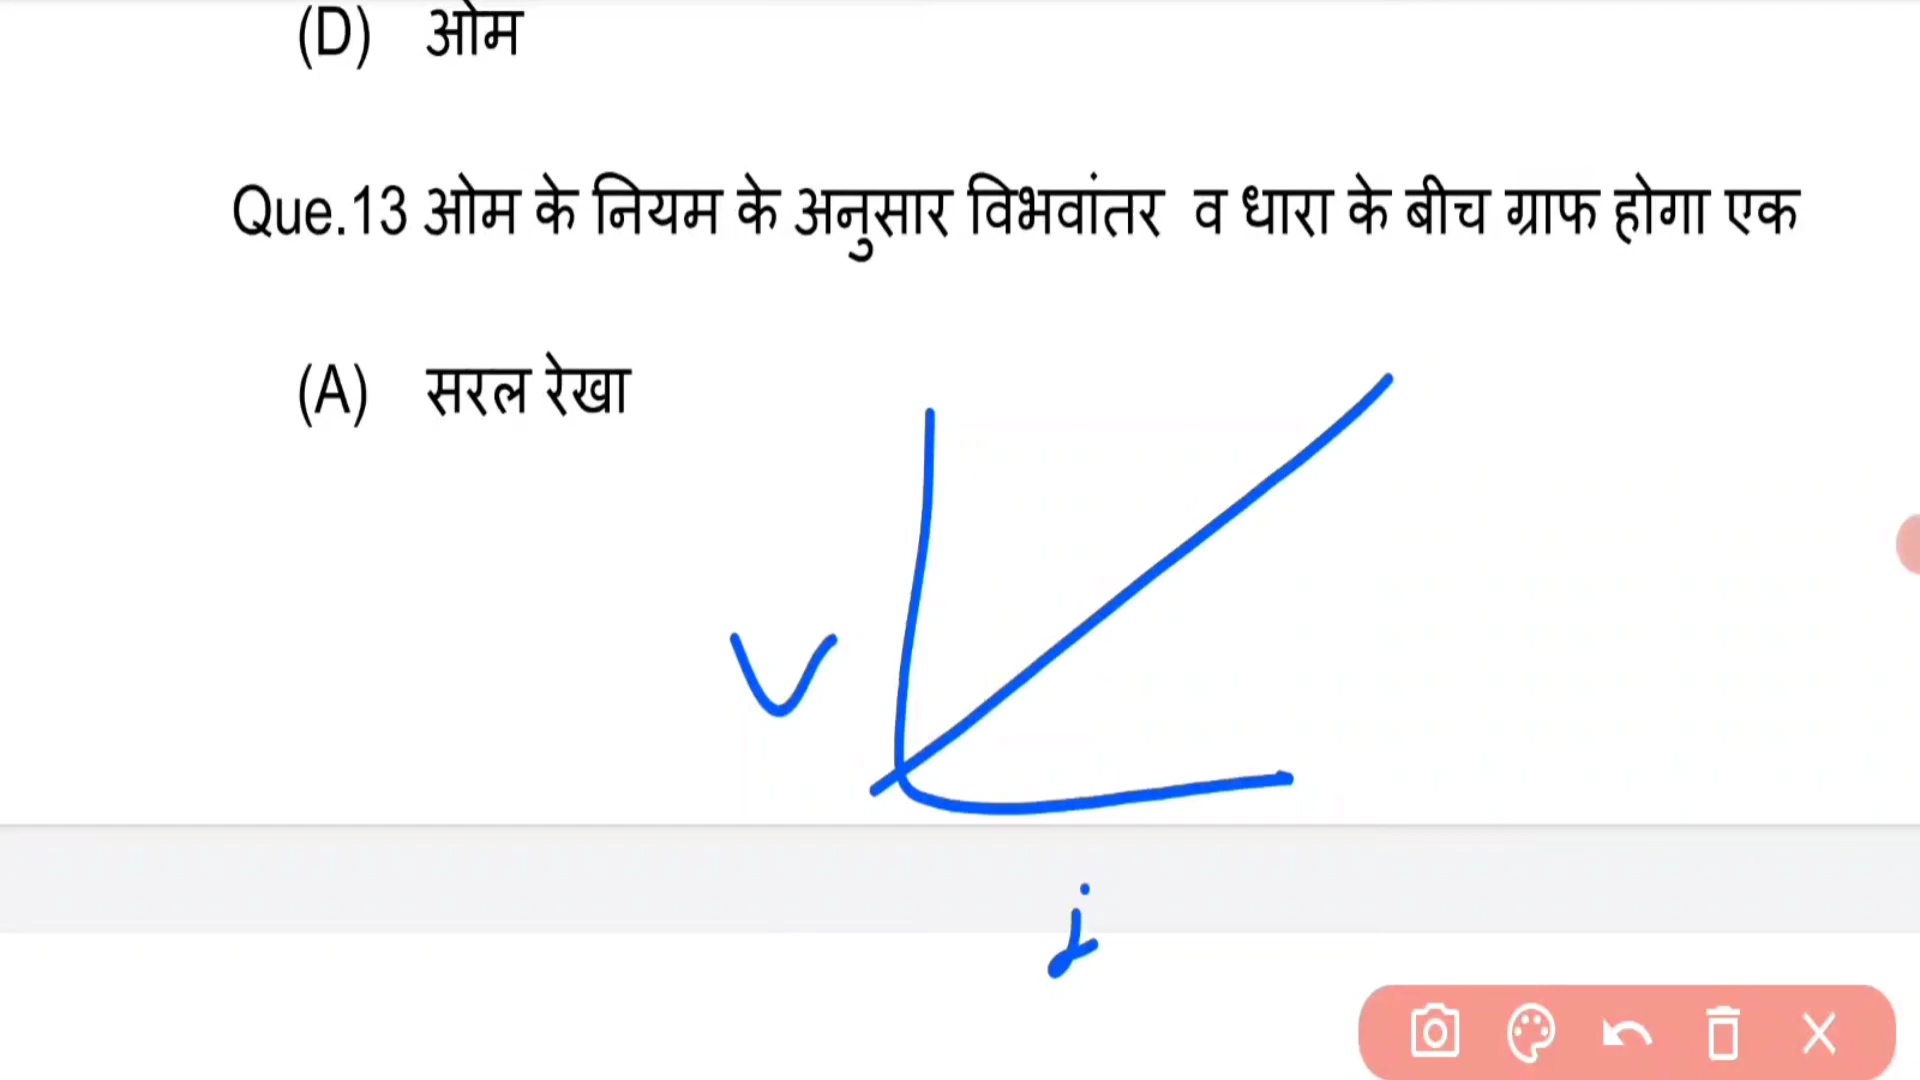 (D) ओम
Que.13 ओम के नियम के अनुसार विभवांतर व धारा के बीच ग्राफ होगा एक
(A) सरल रेखा
V
i